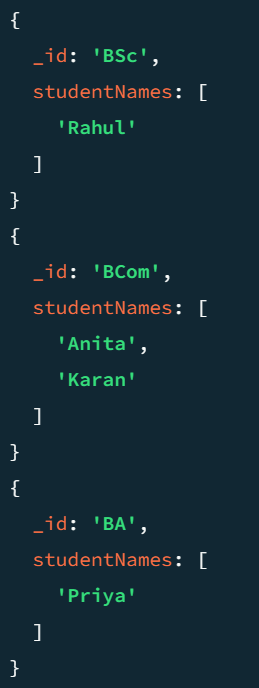 {
  _id: 'BSc',
  studentNames: [
    'Rahul'
  ]
}
{
  _id: 'BCom',
  studentNames: [
    'Anita',
    'Karan'
  ]
}
{
  _id: 'BA',
  studentNames: [
    'Priya'
  ]
}